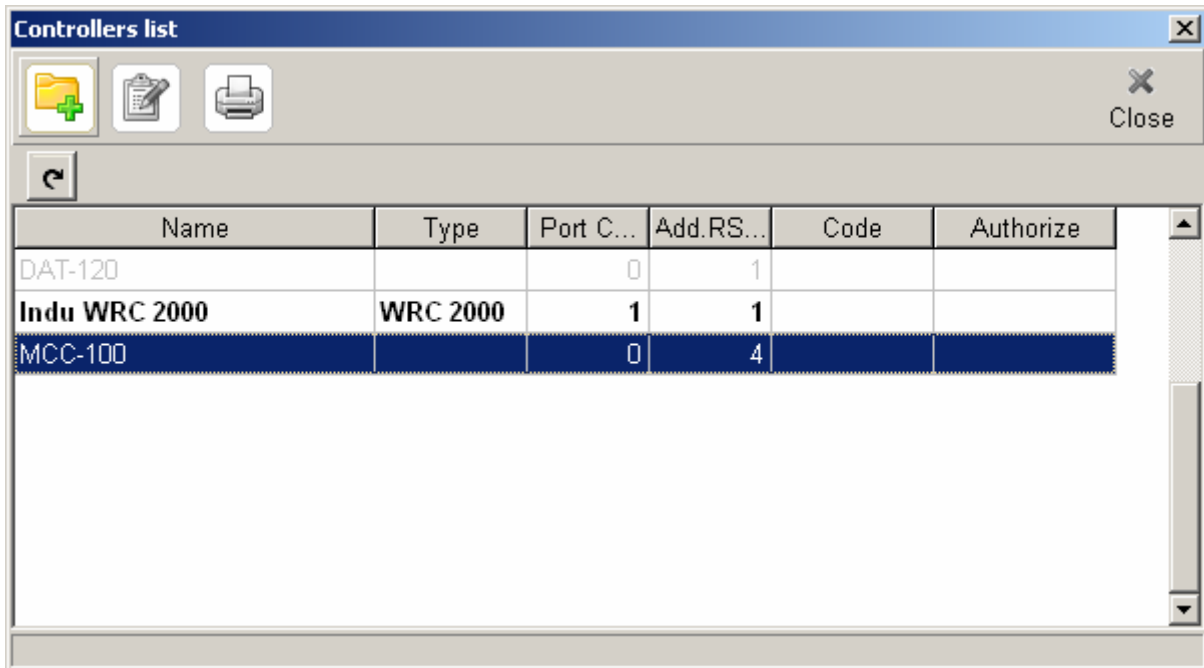 Controllers list
Close
Name Type Port C... Add.RS... Code Authorize
DAT-120 0 1
Indu WRC 2000 WRC 2000 1 1
MCC-100 0 4